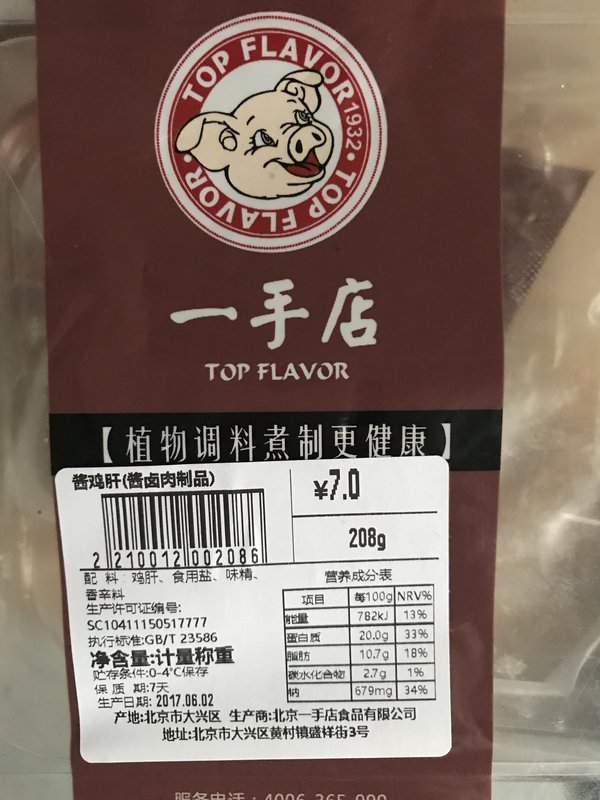 TOP FLAVOR 1932 · TOP FLAVOR ·
一手店
TOP FLAVOR
【植物调料煮制更健康】
酱鸡肝(酱卤肉制品)
¥7.0
2 210012 002086
208g
配 料: 鸡肝、食用盐、味精、
香辛料
生产许可证编号:
SC10411150517777
执行标准:GB/T 23586
净含量:计量称重
贮存条件:0-4℃保存
保 质 期:7天
生产日期: 2017.06.02
营养成分表
项目 每100g NRV%
能量 782kJ 13%
蛋白质 20.0g 33%
脂肪 10.7g 18%
碳水化合物 2.7g 1%
钠 679mg 34%
产地:北京市大兴区 生产商:北京一手店食品有限公司
地址:北京市大兴区黄村镇盛祥街3号
服务电话:4006-365-999